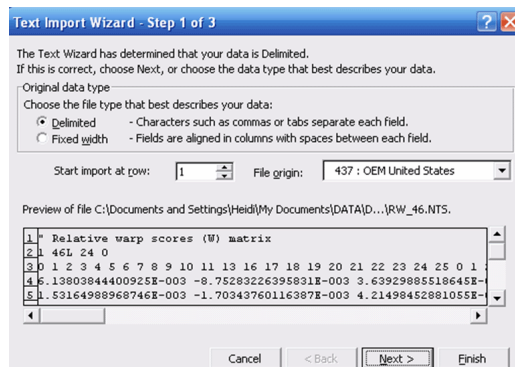 Text Import Wizard - Step 1 of 3
The Text Wizard has determined that your data is Delimited.
If this is correct, choose Next, or choose the data type that best describes your data.
Original data type
Choose the file type that best describes your data:
Delimited - Characters such as commas or tabs separate each field.
Fixed width - Fields are aligned in columns with spaces between each field.
Start import at row: 1 File origin: 437 : OEM United States
Preview of file C:\Documents and Settings\Heidi\My Documents\DATA\D...\RW_46.NTS.
1 " Relative warp scores (W) matrix
2 1 46L 24 0
3 0 1 2 3 4 5 6 7 8 9 10 11 13 16 17 18 19 20 21 22 23 24 25 0 1
4 6.13803844400925E-003 -8.75283226395831E-003 3.63929885518645E-
5 1.53164988968746E-003 -1.70343760116387E-003 4.21498452881055E-
Cancel < Back Next > Finish